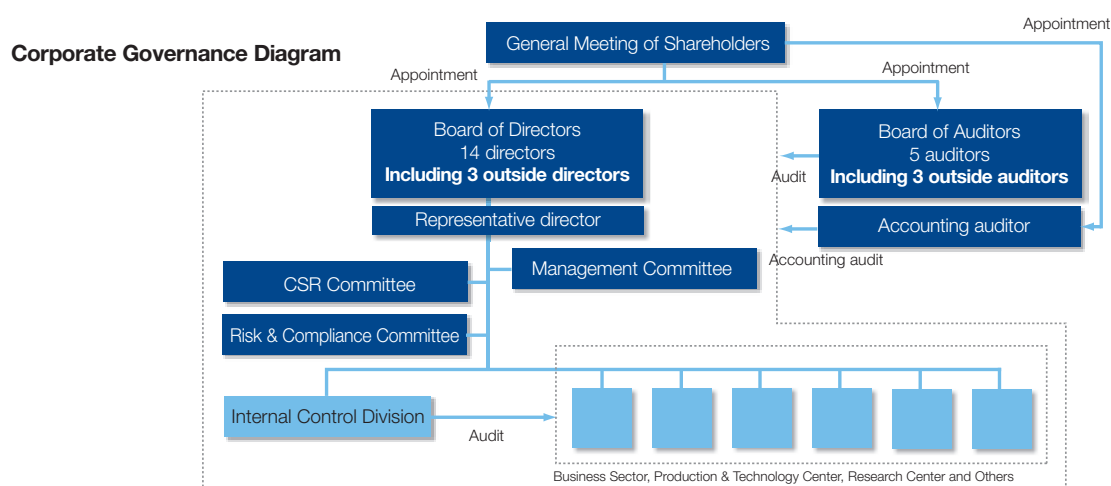 Corporate Governance Diagram
General Meeting of Shareholders
Appointment
Appointment
Appointment
Board of Directors
14 directors
Including 3 outside directors
Board of Auditors
5 auditors
Including 3 outside auditors
Audit
Representative director
Accounting auditor
Accounting audit
Management Committee
CSR Committee
Risk & Compliance Committee
Internal Control Division
Audit
Business Sector, Production & Technology Center, Research Center and Others